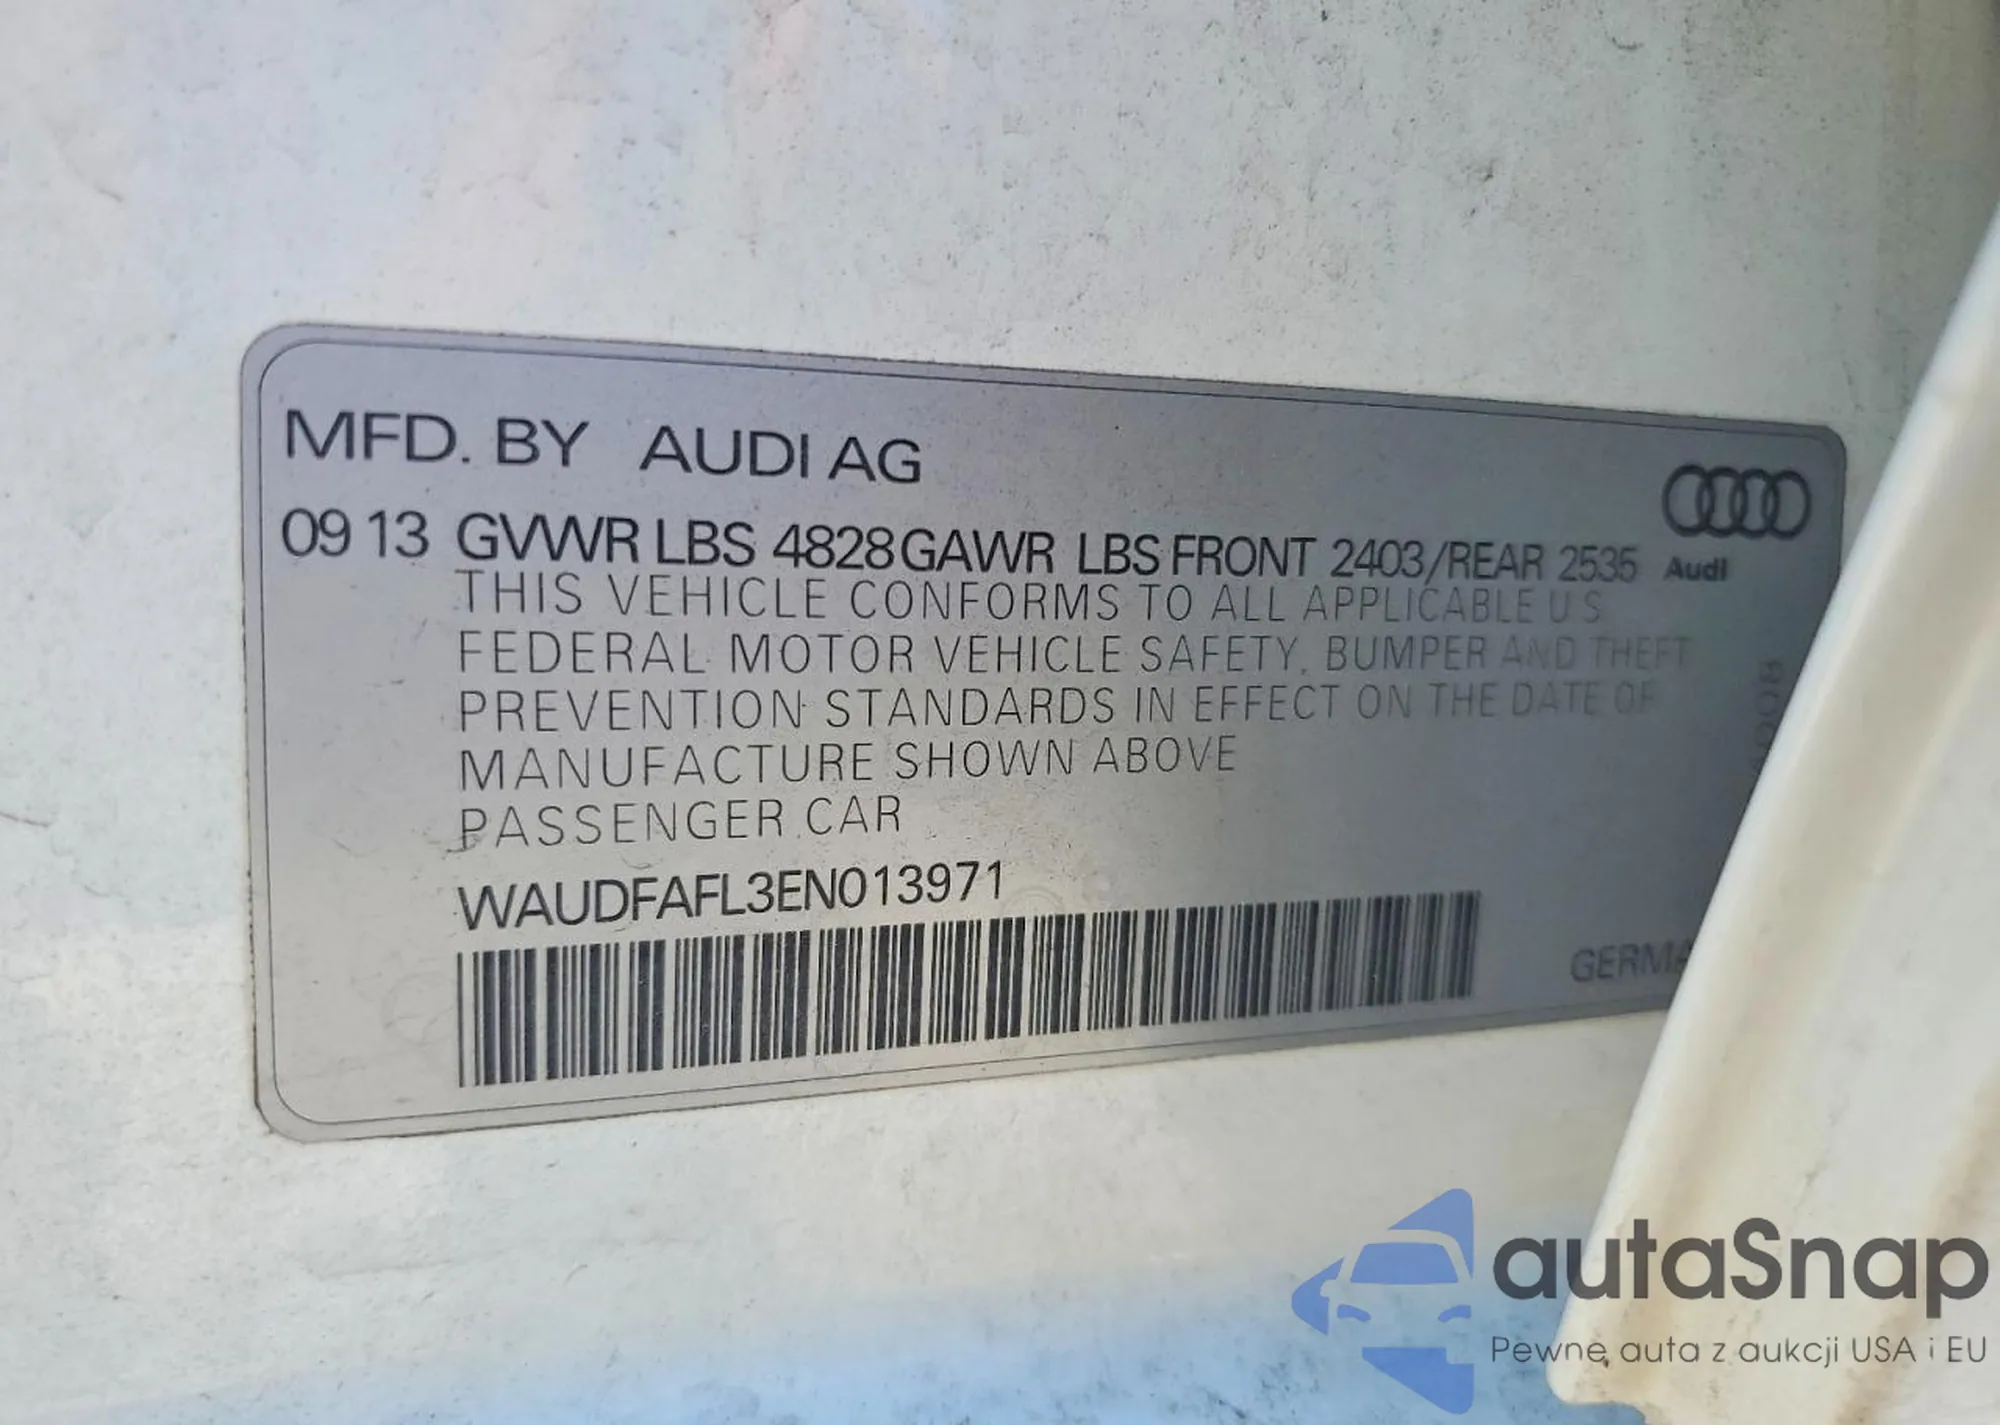 MFD. BY AUDI AG
09 13 GVWR LBS 4828 GAWR LBS FRONT 2403/REAR 2535
Audi
THIS VEHICLE CONFORMS TO ALL APPLICABLE U S
FEDERAL MOTOR VEHICLE SAFETY, BUMPER AND THEFT
PREVENTION STANDARDS IN EFFECT ON THE DATE OF
MANUFACTURE SHOWN ABOVE
PASSENGER CAR
WAUDFAFL3EN013971
GERMA
autaSnap
Pewne auta z aukcji USA i EU